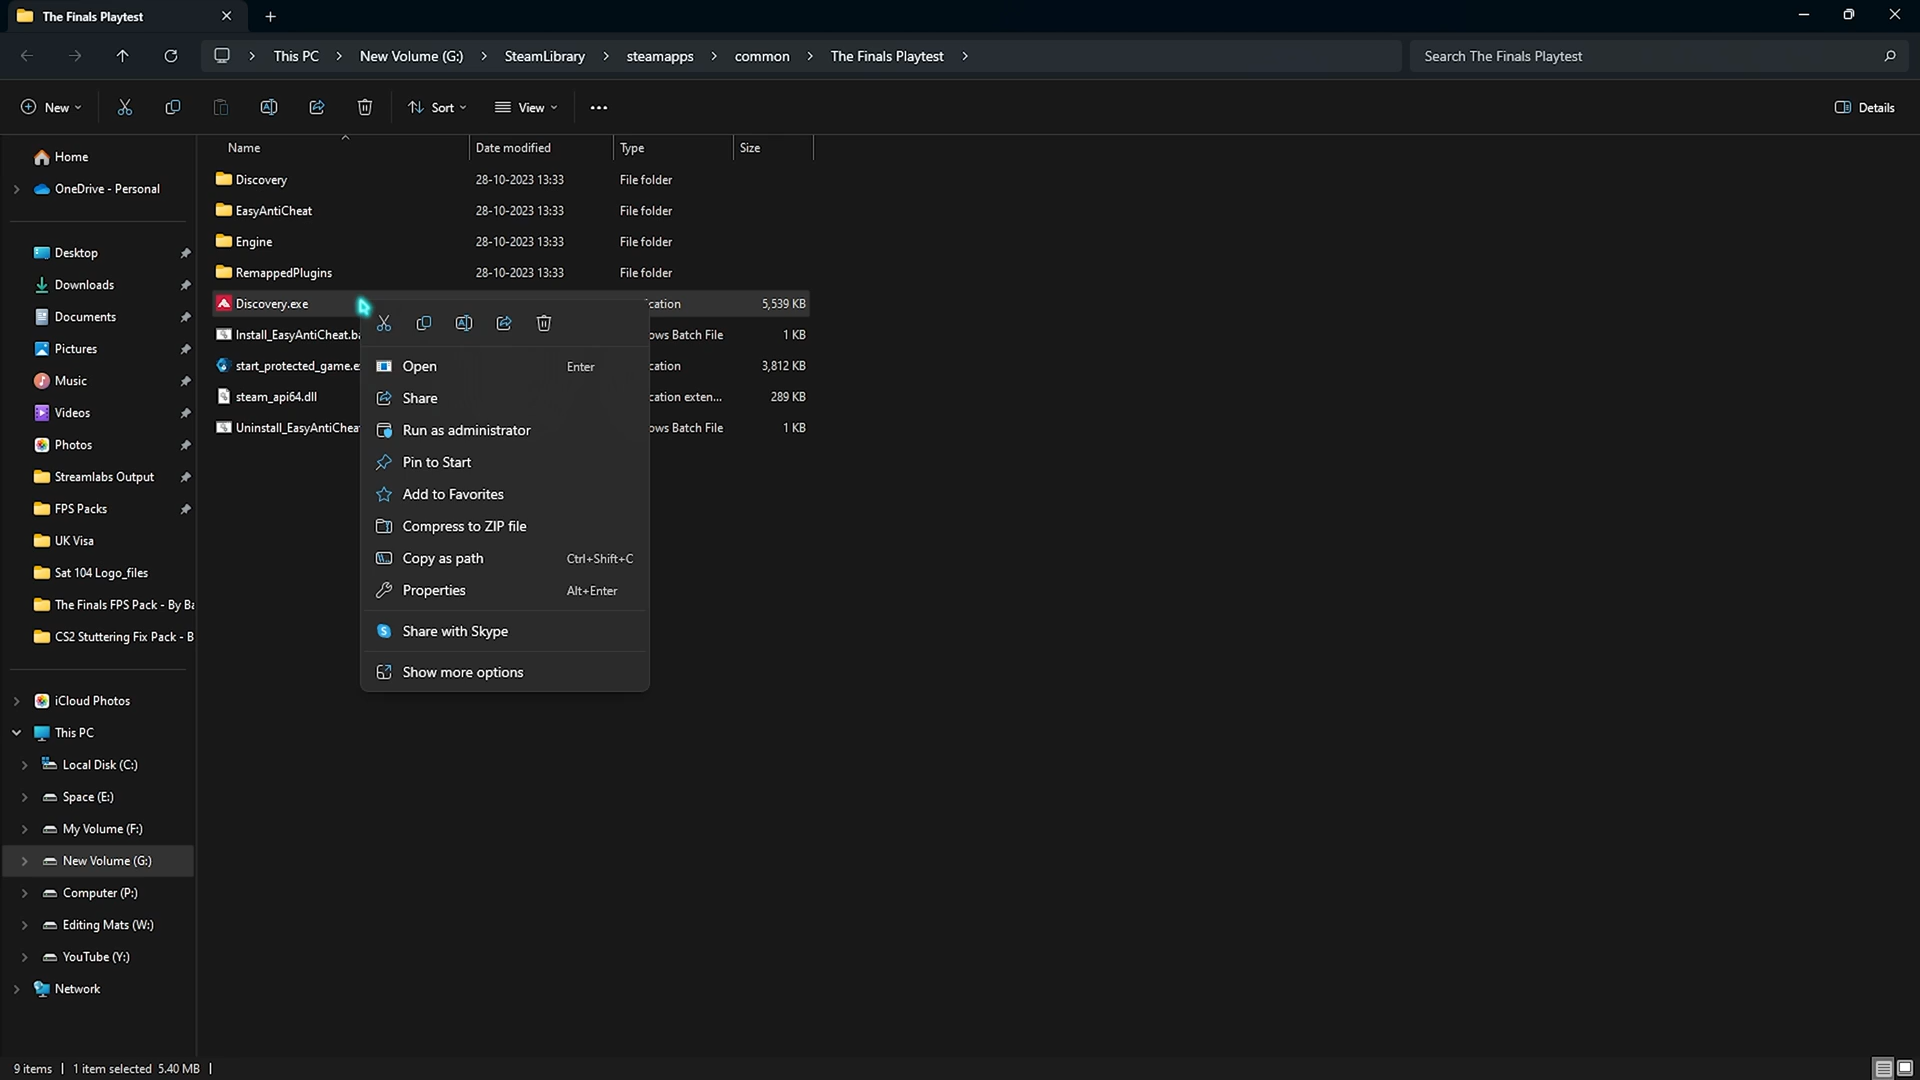 The Finals Playtest
This PC > New Volume (G:) > SteamLibrary > steamapps > common > The Finals Playtest >
Search The Finals Playtest
New Sort View Details
Name Date modified Type Size
Discovery 28-10-2023 13:33 File folder
EasyAntiCheat 28-10-2023 13:33 File folder
Engine 28-10-2023 13:33 File folder
RemappedPlugins 28-10-2023 13:33 File folder
Discovery.exe cation 5,539 KB
Install_EasyAntiCheat.ba ows Batch File 1 KB
start_protected_game.e cation 3,812 KB
steam_api64.dll cation exten... 289 KB
Uninstall_EasyAntiChea ows Batch File 1 KB
Open Enter
Share
Run as administrator
Pin to Start
Add to Favorites
Compress to ZIP file
Copy as path Ctrl+Shift+C
Properties Alt+Enter
Share with Skype
Show more options
Home
OneDrive - Personal
Desktop
Downloads
Documents
Pictures
Music
Videos
Photos
Streamlabs Output
FPS Packs
UK Visa
Sat 104 Logo_files
The Finals FPS Pack - By Ba
CS2 Stuttering Fix Pack - B
iCloud Photos
This PC
Local Disk (C:)
Space (E:)
My Volume (F:)
New Volume (G:)
Computer (P:)
Editing Mats (W:)
YouTube (Y:)
Network
9 items | 1 item selected 5.40 MB |